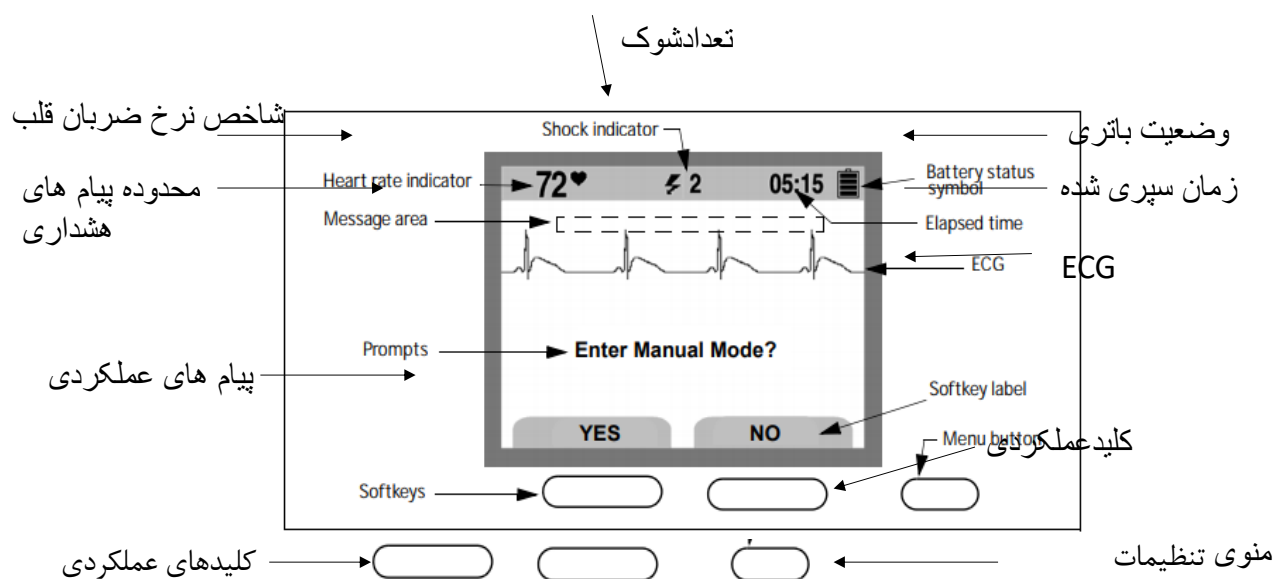 تعدادشوک
شاخص نرخ ضربان قلب
Shock indicator
وضعیت باتری
Heart rate indicator
72
2
05:15
Battery status
symbol
محدوده پیام های
هشداری
زمان سپری شده
Message area
Elapsed time
ECG
ECG
Prompts
Enter Manual Mode?
پیام های عملکردی
Softkey label
YES
NO
Menu button
کلیدعملکردی
Softkeys
کلیدهای عملکردی
منوی تنظیمات